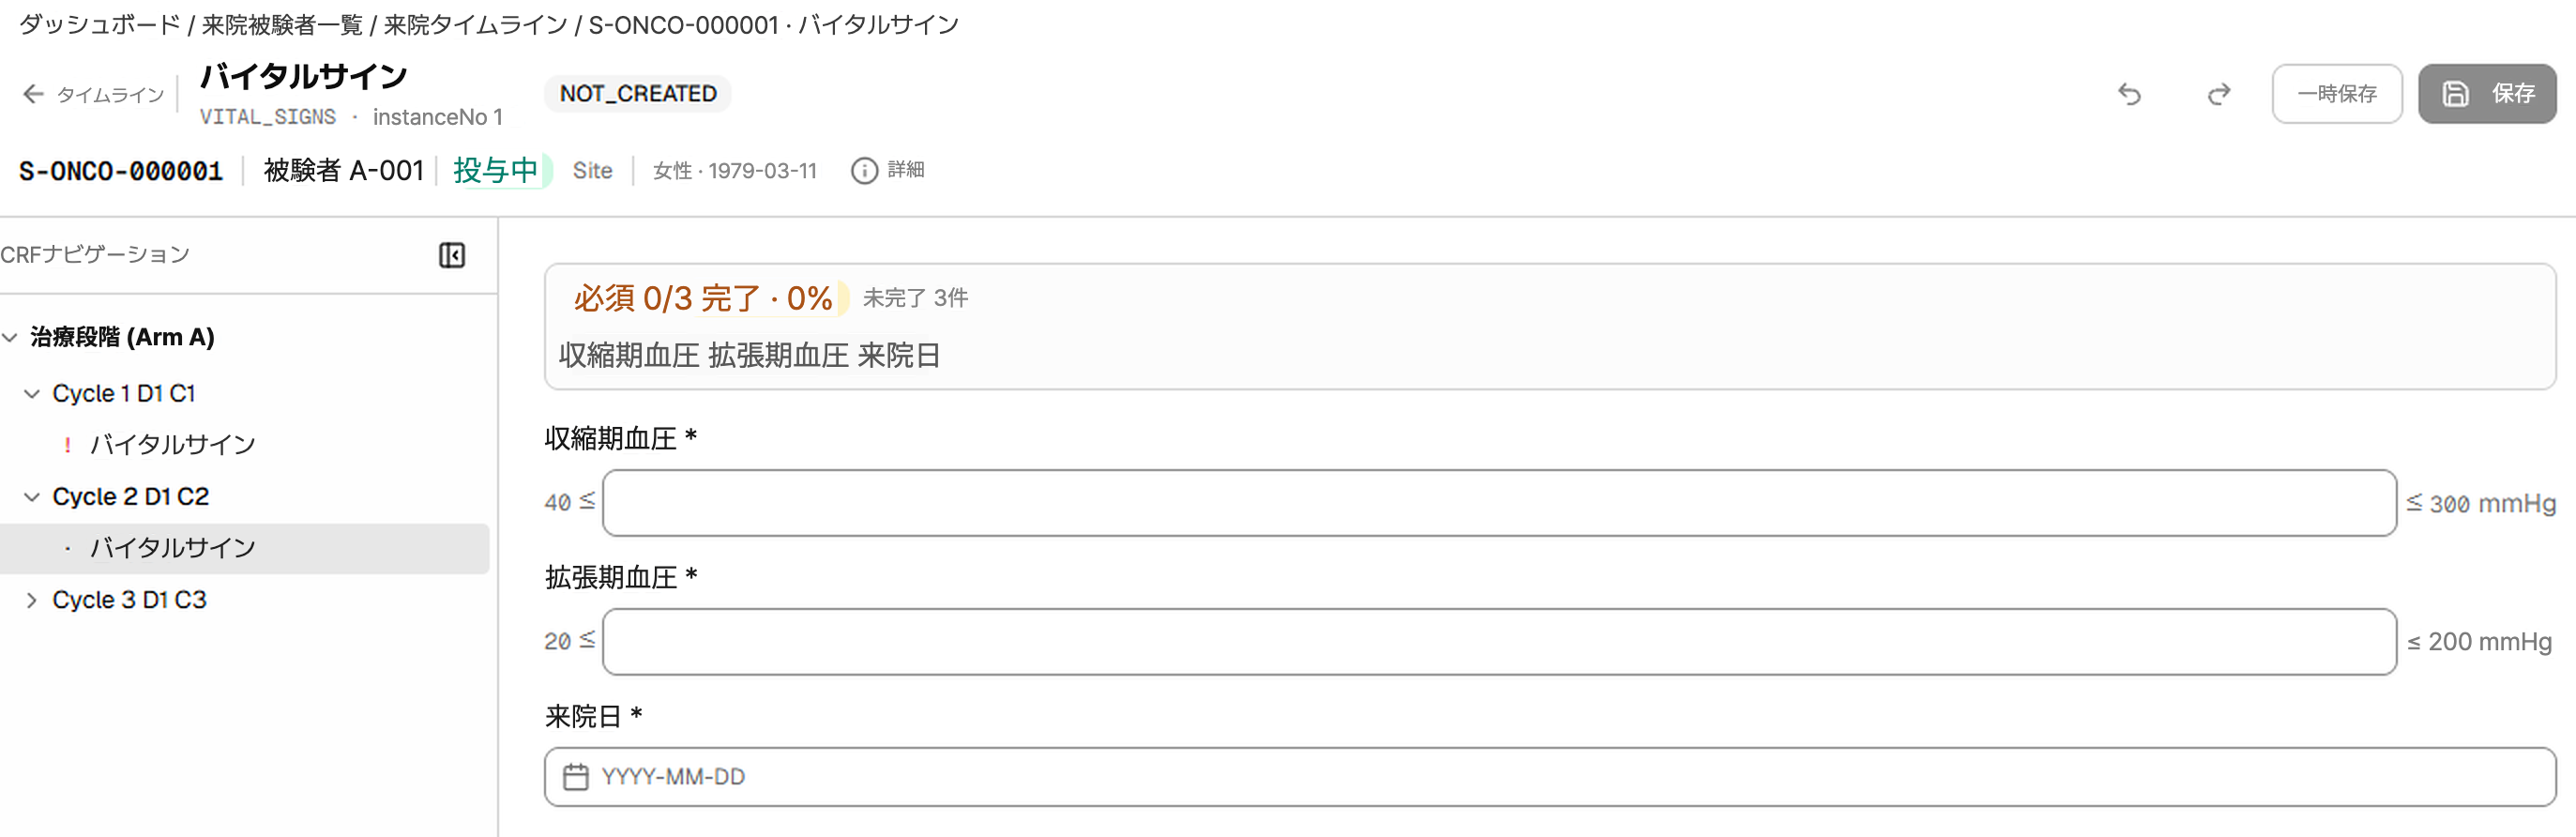 ダッシュボード / 来院被験者一覧 / 来院タイムライン / S-ONCO-000001 · バイタルサイン
タイムライン
バイタルサイン
VITAL_SIGNS · instanceNo 1
NOT_CREATED
一時保存
保存
S-ONCO-000001 被験者 A-001 投与中 Site 女性 · 1979-03-11 詳細
CRFナビゲーション
治療段階 (Arm A)
Cycle 1 D1 C1
! バイタルサイン
Cycle 2 D1 C2
· バイタルサイン
Cycle 3 D1 C3
必須 0/3 完了 · 0% 未完了 3件
収縮期血圧 拡張期血圧 来院日
収縮期血圧 *
40 ≤ ≤ 300 mmHg
拡張期血圧 *
20 ≤ ≤ 200 mmHg
来院日 *
YYYY-MM-DD